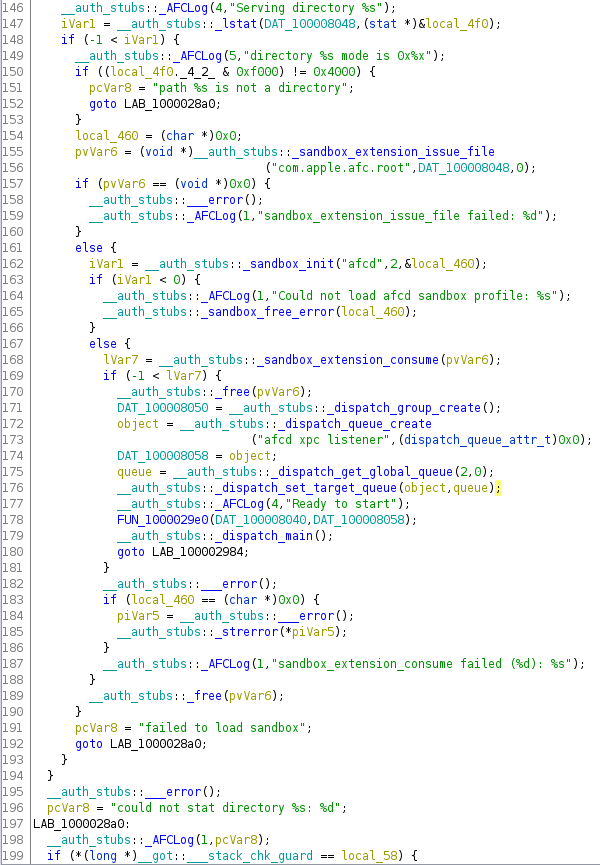 146     __auth_stubs::_AFCLog(4,"Serving directory %s");
147     iVar1 = __auth_stubs::_lstat(DAT_100008048,(stat *)&local_4f0);
148     if (-1 < iVar1) {
149       __auth_stubs::_AFCLog(5,"directory %s mode is 0x%x");
150       if ((local_4f0._4_2_ & 0xf000) != 0x4000) {
151         pcVar8 = "path %s is not a directory";
152         goto LAB_1000028a0;
153       }
154       local_460 = (char *)0x0;
155       pvVar6 = (void *)__auth_stubs::_sandbox_extension_issue_file
156                                  ("com.apple.afc.root",DAT_100008048,0);
157       if (pvVar6 == (void *)0x0) {
158         __auth_stubs::___error();
159         __auth_stubs::_AFCLog(1,"sandbox_extension_issue_file failed: %d");
160       }
161       else {
162         iVar1 = __auth_stubs::_sandbox_init("afcd",2,&local_460);
163         if (iVar1 < 0) {
164           __auth_stubs::_AFCLog(1,"Could not load afcd sandbox profile: %s");
165           __auth_stubs::_sandbox_free_error(local_460);
166         }
167         else {
168           lVar7 = __auth_stubs::_sandbox_extension_consume(pvVar6);
169           if (-1 < lVar7) {
170             __auth_stubs::_free(pvVar6);
171             DAT_100008050 = __auth_stubs::_dispatch_group_create();
172             object = __auth_stubs::_dispatch_queue_create
173                                ("afcd xpc listener",(dispatch_queue_attr_t)0x0);
174             DAT_100008058 = object;
175             queue = __auth_stubs::_dispatch_get_global_queue(2,0);
176             __auth_stubs::_dispatch_set_target_queue(object,queue);
177             __auth_stubs::_AFCLog(4,"Ready to start");
178             FUN_1000029e0(DAT_100008040,DAT_100008058);
179             __auth_stubs::_dispatch_main();
180             goto LAB_100002984;
181           }
182           __auth_stubs::___error();
183           if (local_460 == (char *)0x0) {
184             piVar5 = __auth_stubs::___error();
185             __auth_stubs::_strerror(*piVar5);
186           }
187           __auth_stubs::_AFCLog(1,"sandbox_extension_consume failed (%d): %s");
188         }
189         __auth_stubs::_free(pvVar6);
190       }
191       pcVar8 = "failed to load sandbox";
192       goto LAB_1000028a0;
193     }
194   }
195   __auth_stubs::___error();
196   pcVar8 = "could not stat directory %s: %d";
197 LAB_1000028a0:
198   __auth_stubs::_AFCLog(1,pcVar8);
199   if (*(long *)__got::___stack_chk_guard == local_58) {